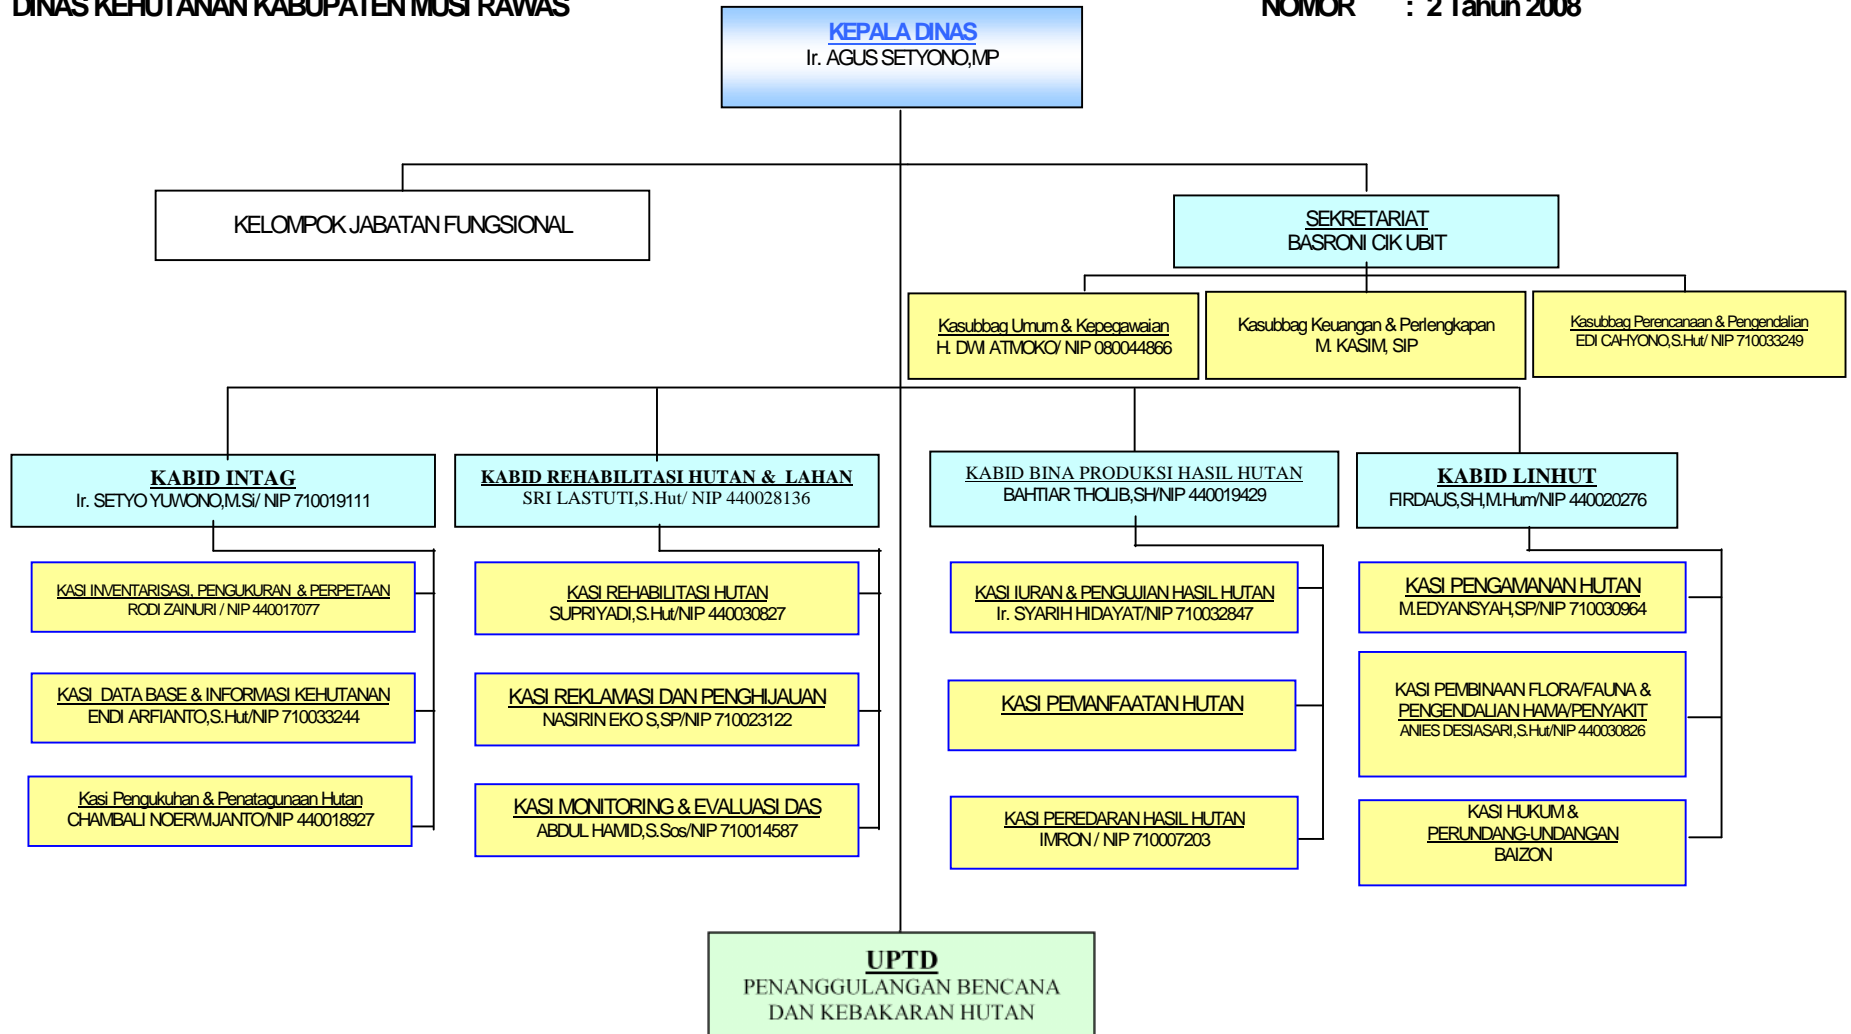 DINAS KEHUTANAN KABUPATEN MUSI RAWAS
NOMOR : 2 Tahun 2008
KEPALA DINAS
Ir. AGUS SETYONO,MP
KELOMPOK JABATAN FUNGSIONAL
SEKRETARIAT
BASRONI CIK UBIT
Kasubbag Umum & Kepegawaian
H. DWI ATMOKO/ NIP 080044866
Kasubbag Keuangan & Perlengkapan
M. KASIM, SIP
Kasubbag Perencanaan & Pengendalian
EDI CAHYONO,S.Hut/ NIP 710033249
KABID INTAG
Ir. SETYO YUWONO,M.Si/ NIP 710019111
KABID REHABILITASI HUTAN & LAHAN
SRI LASTUTI,S.Hut/ NIP 440028136
KABID BINA PRODUKSI HASIL HUTAN
BAHTIAR THOLIB,SH/NIP 440019429
KABID LINHUT
FIRDAUS,SH,M.Hum/NIP 440020276
KASI INVENTARISASI, PENGUKURAN & PERPETAAN
RODI ZAINURI / NIP 440017077
KASI DATA BASE & INFORMASI KEHUTANAN
ENDI ARFIANTO,S.Hut/NIP 710033244
Kasi Pengukuhan & Penatagunaan Hutan
CHAMBALI NOERWIJANTO/NIP 440018927
KASI REHABILITASI HUTAN
SUPRIYADI,S.Hut/NIP 440030827
KASI REKLAMASI DAN PENGHIJAUAN
NASIRIN EKO S,SP/NIP 710023122
KASI MONITORING & EVALUASI DAS
ABDUL HAMID,S.Sos/NIP 710014587
KASI IURAN & PENGUJIAN HASIL HUTAN
Ir. SYARIH HIDAYAT/NIP 710032847
KASI PEMANFAATAN HUTAN
KASI PEREDARAN HASIL HUTAN
IMRON / NIP 710007203
KASI PENGAMANAN HUTAN
M.EDYANSYAH,SP/NIP 710030964
KASI PEMBINAAN FLORA/FAUNA &
PENGENDALIAN HAMA/PENYAKIT
ANIES DESIASARI,S.Hut/NIP 440030826
KASI HUKUM &
PERUNDANG-UNDANGAN
BAIZON
UPTD
PENANGGULANGAN BENCANA
DAN KEBAKARAN HUTAN